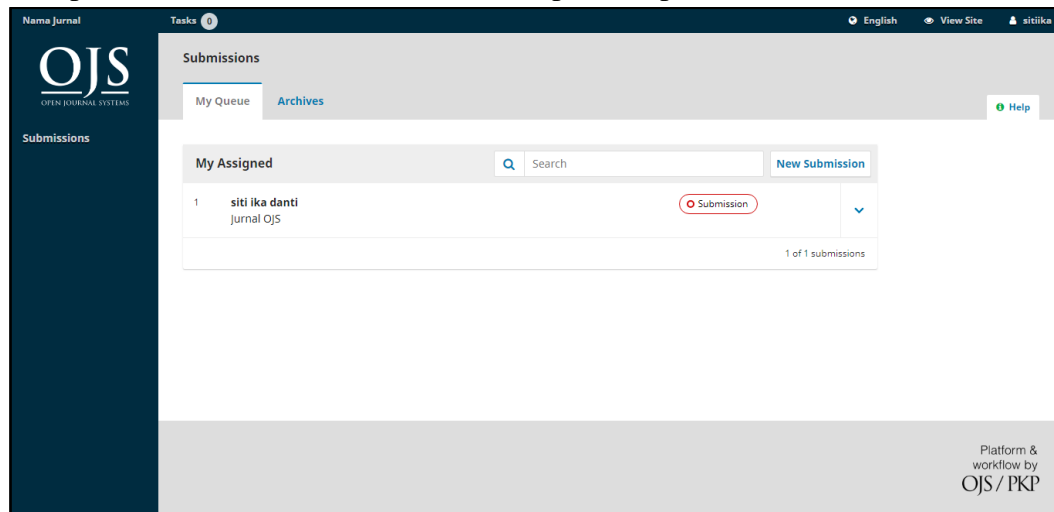 Nama Jurnal Tasks 0 English View Site sitiika
OJS
OPEN JOURNAL SYSTEMS
Submissions
Submissions
My Queue Archives
Help
My Assigned Search New Submission
1 siti ika danti Submission
Jurnal OJS
1 of 1 submissions
Platform &
workflow by
OJS / PKP